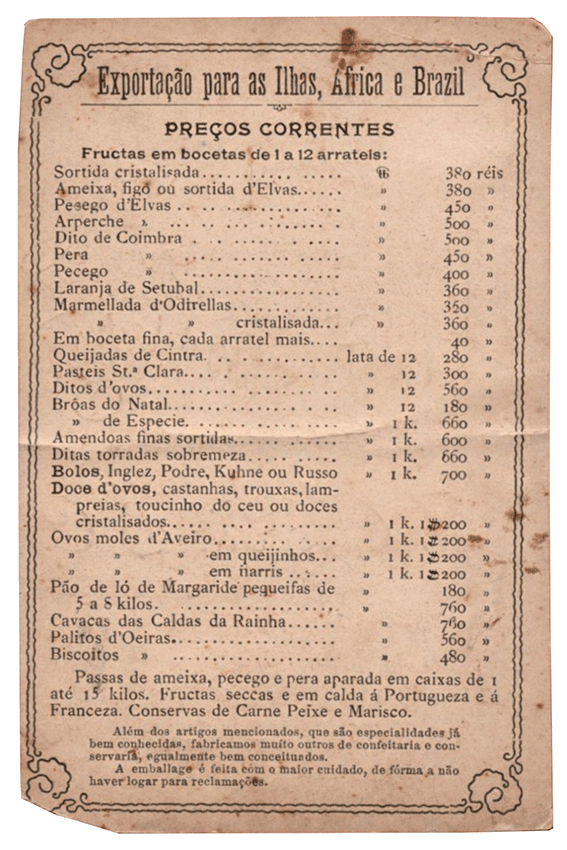 Exportação para as Ilhas, Africa e Brazil
PREÇOS CORRENTES
Fructas em bocetas de 1 a 12 arrateis:
Sortida cristalisada.......... .......... ℔ 380 réis
Ameixa, figo ou sortida d'Elvas...... » 380 »
Pesego d'Elvas .. .. ..... .. ....... » 450 »
Arperche » ... .. .. ....... » 500 »
Dito de Coimbra . . ... .. ...... » 500 »
Pera » ..... .. ........ » 450 »
Pecego » .... .. ....... » 400 »
Laranja de Setubal.................. » 360 »
Marmellada d'Odirellas............. » 320 »
» » cristalisada... » 360 »
Em boceta fina, cada arratel mais.... 40 »
Queijadas de Cintra. .. .. ........... lata de 12 280 »
Pasteis St.ª Clara.... . ..... ....... » 12 300 »
Ditos d'ovos..................... » 12 560 »
Brôas do Natal..................... » 12 180 »
» de Especie. ................ » 1 k. 660 »
Amendoas finas sortidas............. » 1 k. 600 »
Ditas torradas sobremeza..... ...... » 1 k. 660 »
Bolos, Inglez, Podre, Kuhne ou Russo » 1 k. 700 »
Doce d'ovos, castanhas, trouxas, lam-
preias, toucinho do ceu ou doces
cristalisados...... .... .......... » 1 k. 1$200 »
Ovos moles d'Aveiro................ » 1 k. 1$200 »
» » » em queijinhos... » 1 k. 1$200 »
» » » em barris ....... » 1 k. 1$200 »
Pão de ló de Margaride pequeifas de » 180 »
5 a 8 kilos. ................. » 760 »
Cavacas das Caldas da Rainha...... » 760 »
Palitos d'Oeiras..................... » 560 »
Biscoitos » .................. » 480 »
Passas de ameixa, pecego e pera aparada em caixas de 1
até 15 kilos. Fructas seccas e em calda á Portugueza e á
Franceza. Conservas de Carne Peixe e Marisco.
Além dos artigos mencionados, que são especialidades já
bem conhecidas, fabricamos muito outros de confeitaria e con-
servaria, egualmente bem conceituados.
A emballage é feita com o maior cuidado, de fórma a não
haver logar para reclamações.